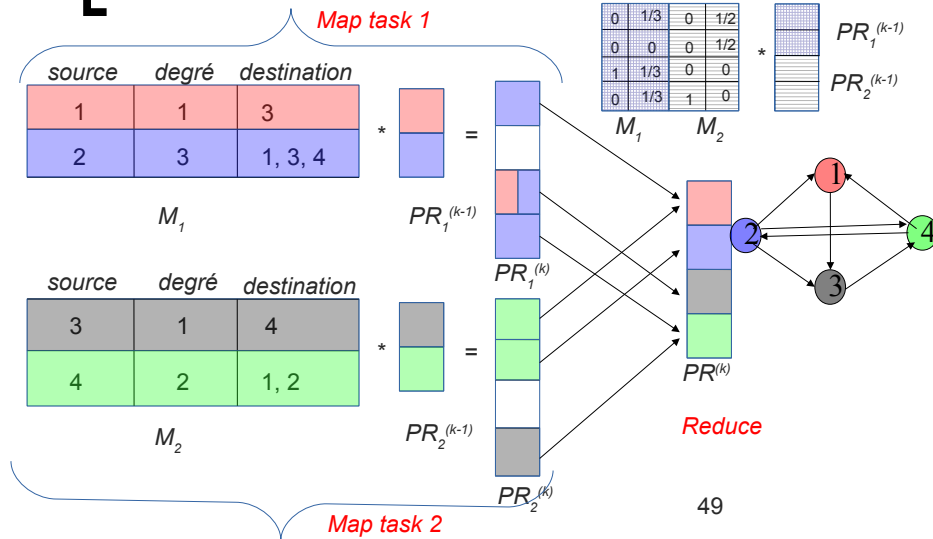 Map task 1
source degré destination
1 1 3
2 3 1, 3, 4
* =
M1
PR1(k-1)
PR1(k)
0 1/3 0 1/2
0 0 0 1/2
1 1/3 0 0
0 1/3 1 0
*
PR1(k-1)
PR2(k-1)
M1 M2
1
2
4
3
source degré destination
3 1 4
4 2 1, 2
* =
M2
PR2(k-1)
PR2(k)
PR(k)
Reduce
49
Map task 2